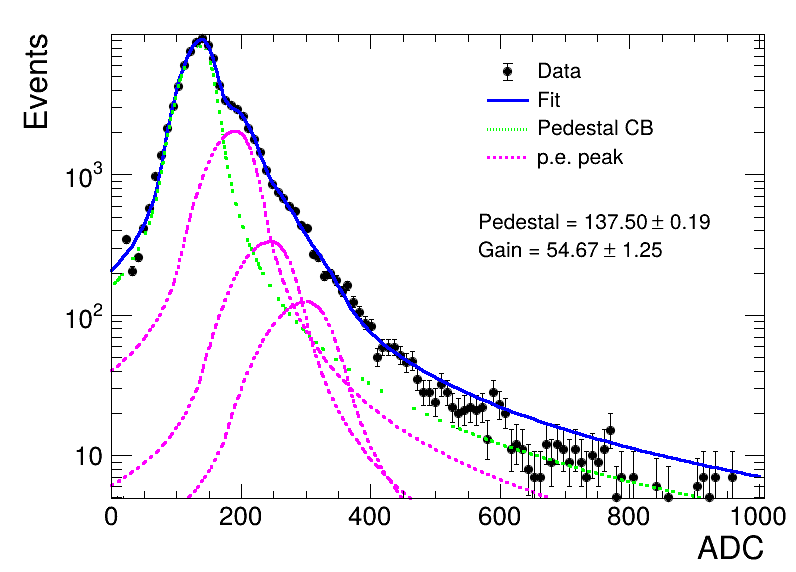 Events
Data
Fit
Pedestal CB
p.e. peak
Pedestal = 137.50 ± 0.19
Gain = 54.67 ± 1.25
10³
10²
10
0 200 400 600 800 1000
ADC